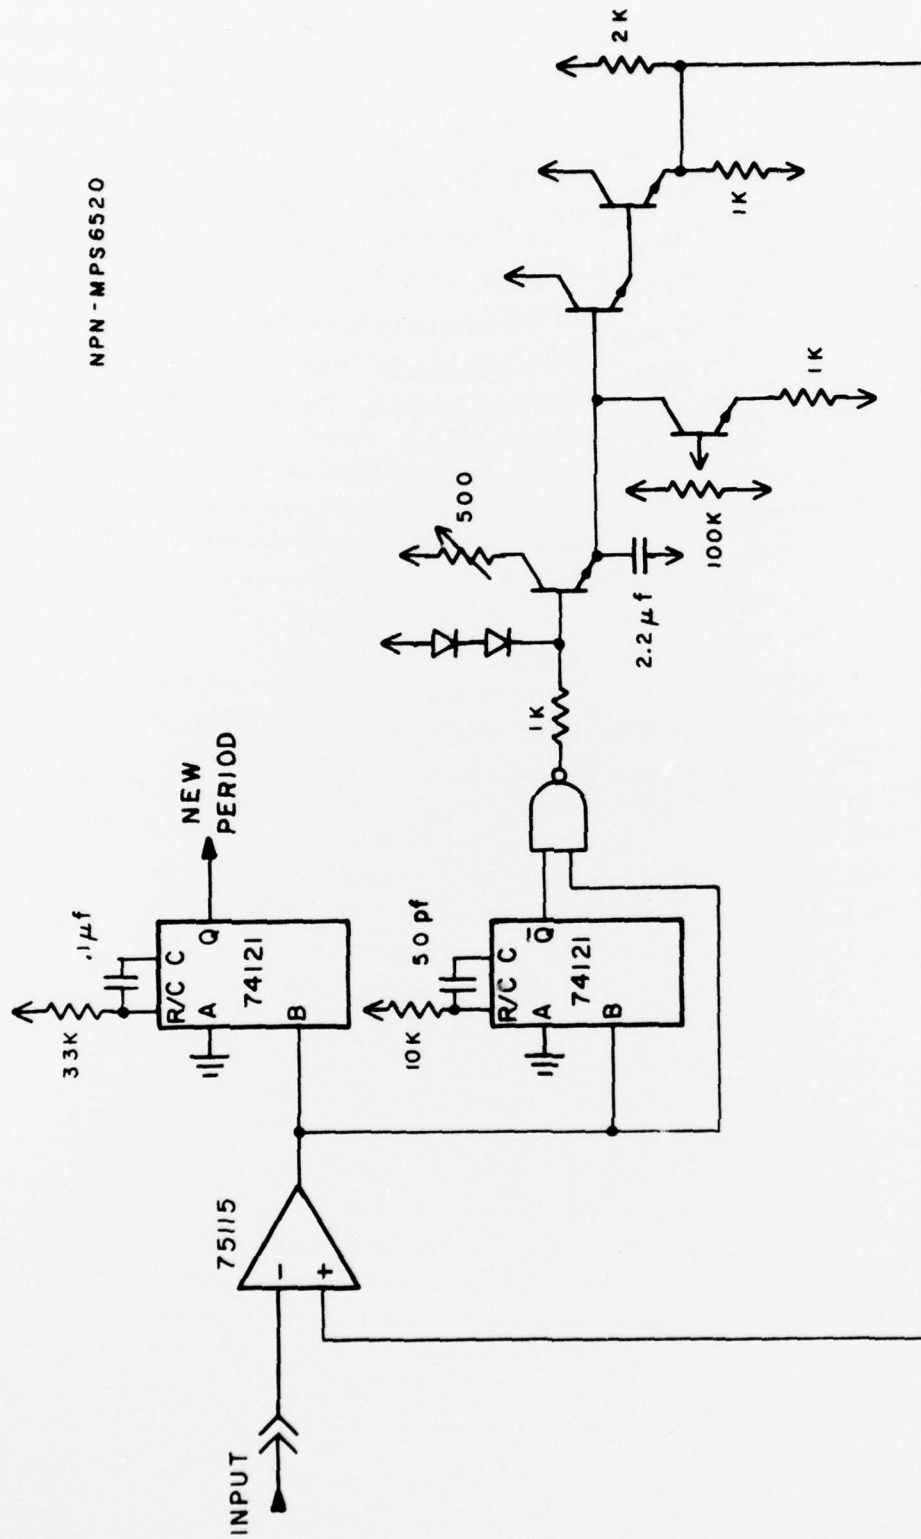 NPN-MPS6520
INPUT
75115
-
+
33K
.1μf
R/C C
A
Q
74121
B
NEW
PERIOD
10K
50pf
R/C C
A
Q̅
74121
B
1K
500
2.2μf
100K
1K
1K
2K